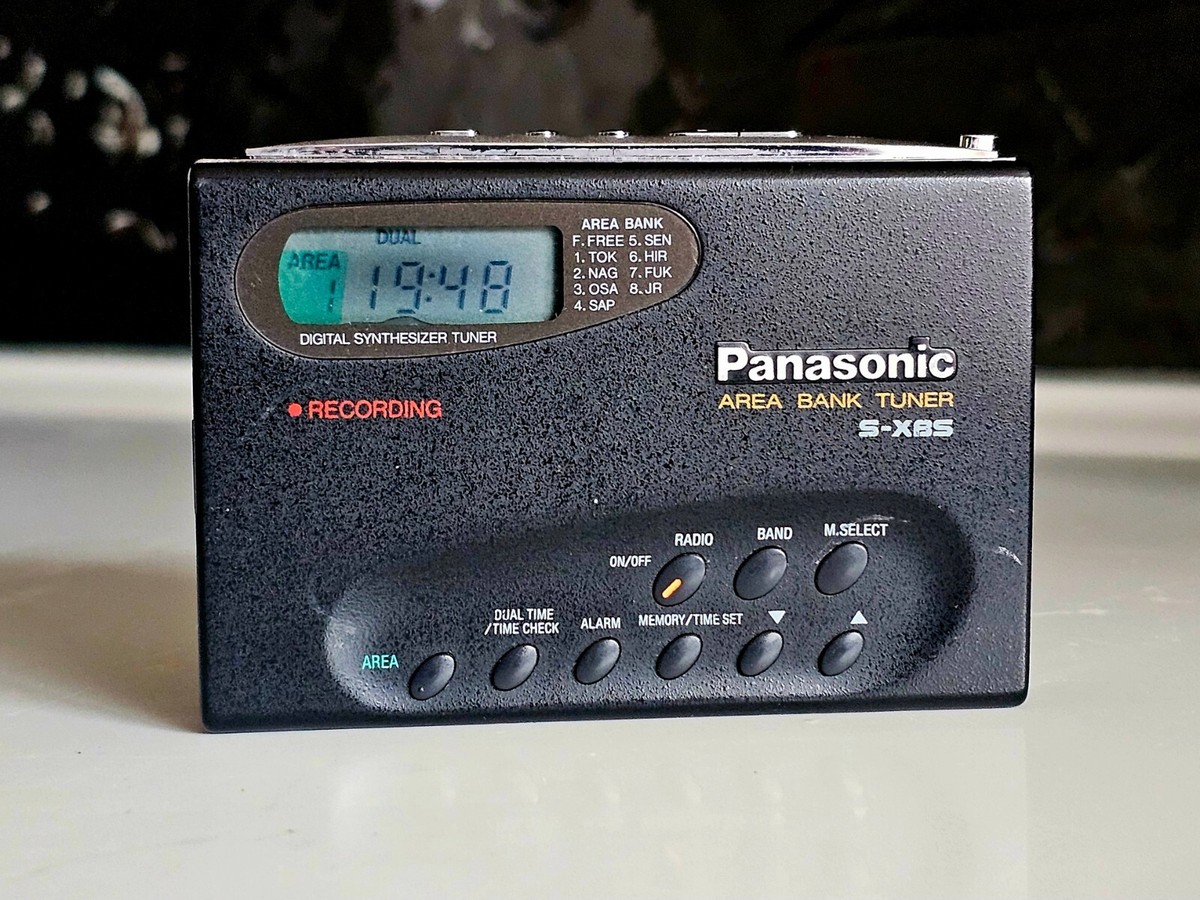 DUAL
AREA
1 19:48
AREA BANK
F. FREE 5. SEN
1. TOK 6. HIR
2. NAG 7. FUK
3. OSA 8. JR
4. SAP
DIGITAL SYNTHESIZER TUNER
Panasonic
AREA BANK TUNER
S-XBS
RECORDING
RADIO
BAND
M.SELECT
ON/OFF
DUAL TIME
/TIME CHECK
ALARM
MEMORY/TIME SET
AREA